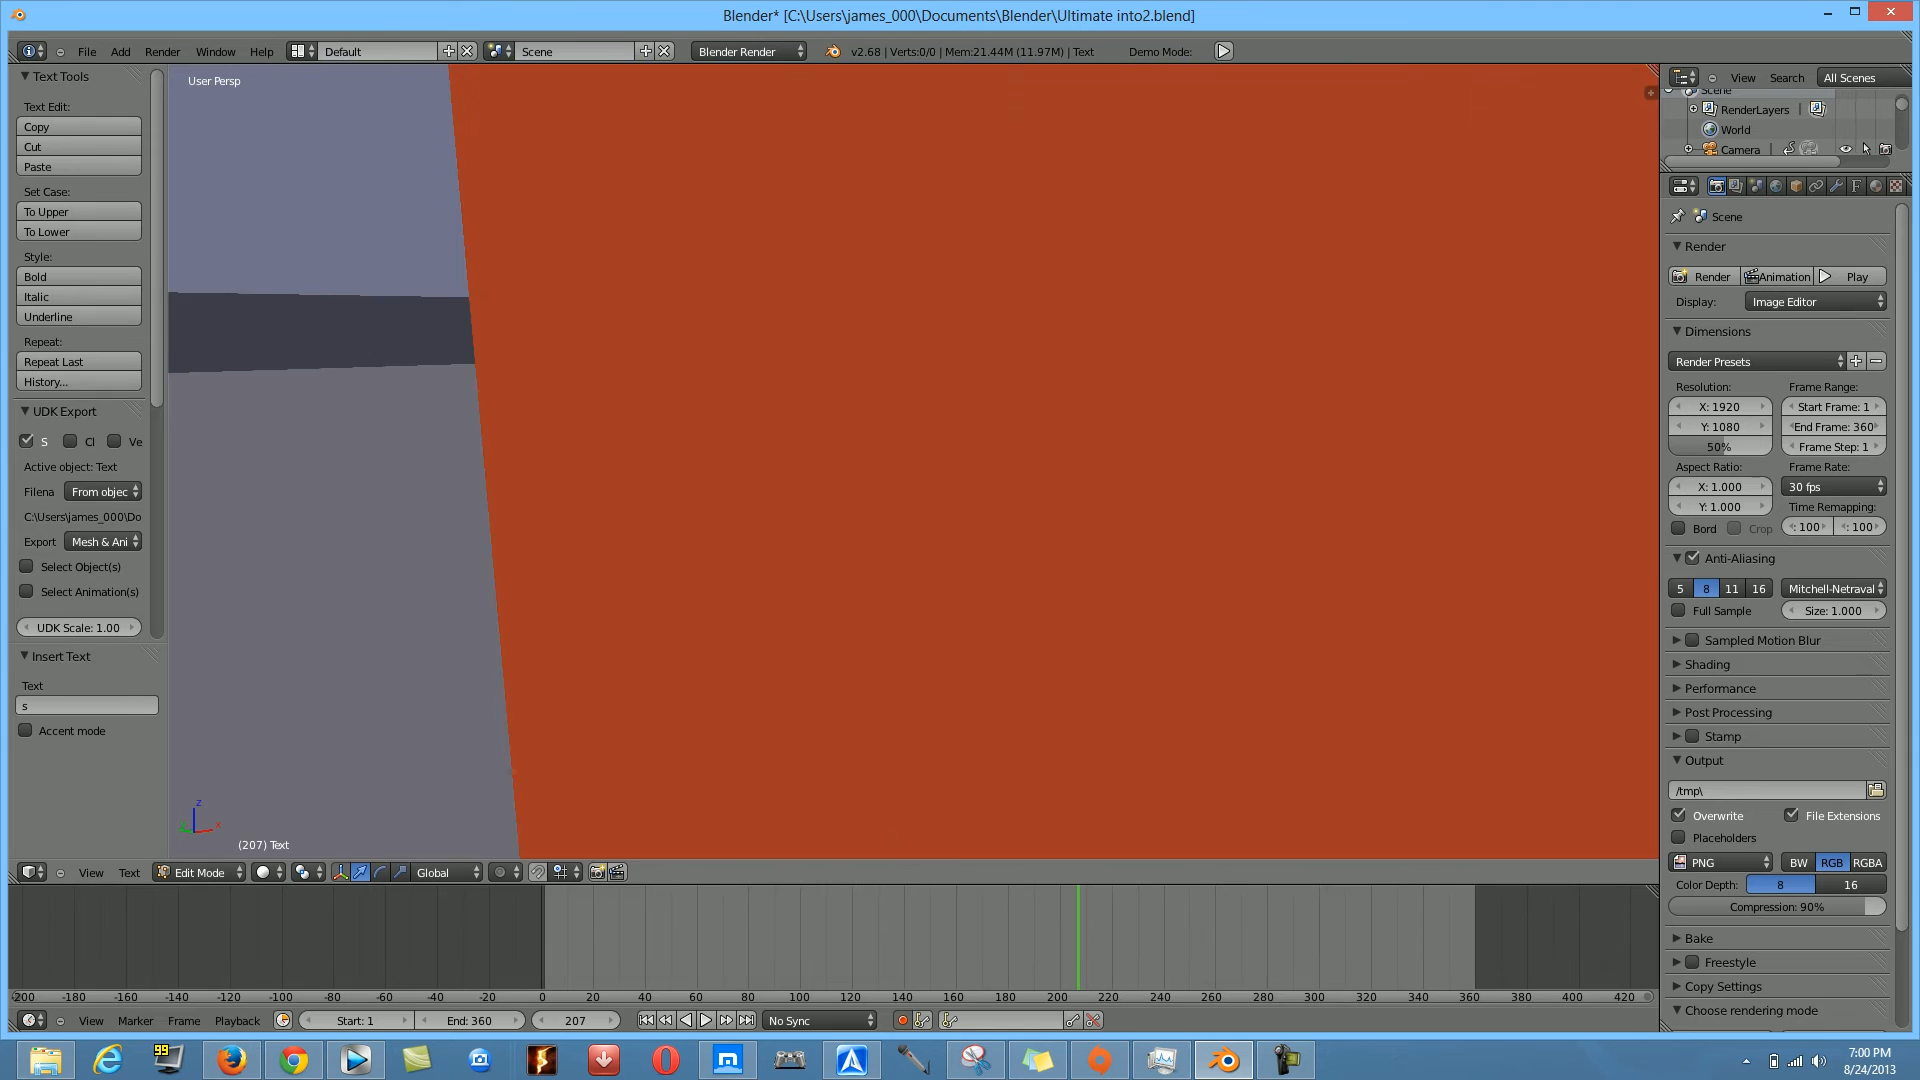 Blender* [C:\Users\james_000\Documents\Blender\Ultimate into2.blend]
File Add Render Window Help Default Scene Blender Render v2.68 | Verts:0/0 | Mem:21.44M (11.97M) | Text Demo Mode:
Text Tools
Text Edit:
Copy
Cut
Paste
Set Case:
To Upper
To Lower
Style:
Bold
Italic
Underline
Repeat:
Repeat Last
History...
UDK Export
S Cl Ve
Active object: Text
Filena From objec
C:\Users\james_000\Do
Export Mesh & Ani
Select Object(s)
Select Animation(s)
UDK Scale: 1.00
Insert Text
Text
s
Accent mode
User Persp
z
x
(207) Text
View Text Edit Mode Global
-200 -180 -160 -140 -120 -100 -80 -60 -40 -20 0 20 40 60 80 100 120 140 160 180 200 220 240 260 280 300 320 340 360 380 400 420
View Marker Frame Playback Start: 1 End: 360 207 No Sync
View Search All Scenes
Scene
RenderLayers
World
Camera
Scene
Render
Render Animation Play
Display: Image Editor
Dimensions
Render Presets
Resolution: Frame Range:
X: 1920 Start Frame: 1
Y: 1080 End Frame: 360
50% Frame Step: 1
Aspect Ratio: Frame Rate:
X: 1.000 30 fps
Y: 1.000 Time Remapping:
Bord Crop : 100 : 100
Anti-Aliasing
5 8 11 16 Mitchell-Netraval
Full Sample Size: 1.000
Sampled Motion Blur
Shading
Performance
Post Processing
Stamp
Output
/tmp\
Overwrite File Extensions
Placeholders
PNG BW RGB RGBA
Color Depth: 8 16
Compression: 90%
Bake
Freestyle
Copy Settings
Choose rendering mode
99
7:00 PM
8/24/2013